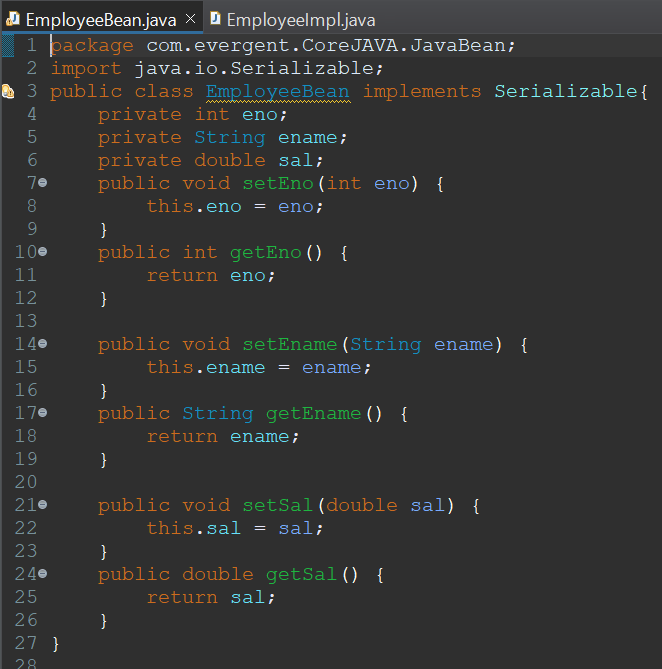 EmployeeBean.java × EmployeeImpl.java
1 package com.evergent.CoreJAVA.JavaBean;
2 import java.io.Serializable;
3 public class EmployeeBean implements Serializable{
4     private int eno;
5     private String ename;
6     private double sal;
7     public void setEno(int eno) {
8         this.eno = eno;
9     }
10     public int getEno() {
11         return eno;
12     }
13
14     public void setEname(String ename) {
15         this.ename = ename;
16     }
17     public String getEname() {
18         return ename;
19     }
20
21     public void setSal(double sal) {
22         this.sal = sal;
23     }
24     public double getSal() {
25         return sal;
26     }
27 }
28